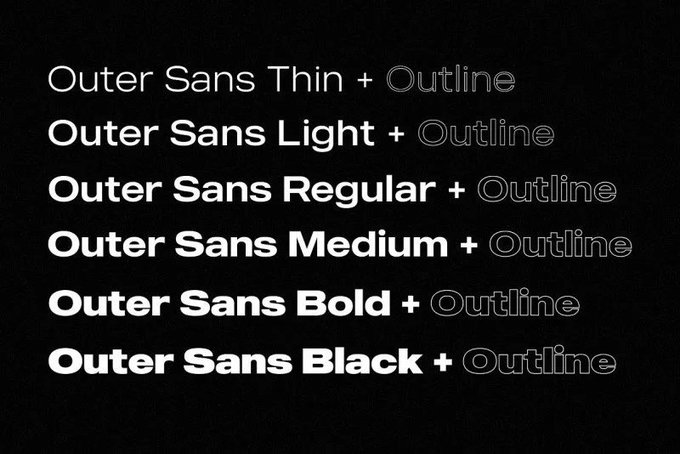 Outer Sans Thin + Outline
Outer Sans Light + Outline
Outer Sans Regular + Outline
Outer Sans Medium + Outline
Outer Sans Bold + Outline
Outer Sans Black + Outline